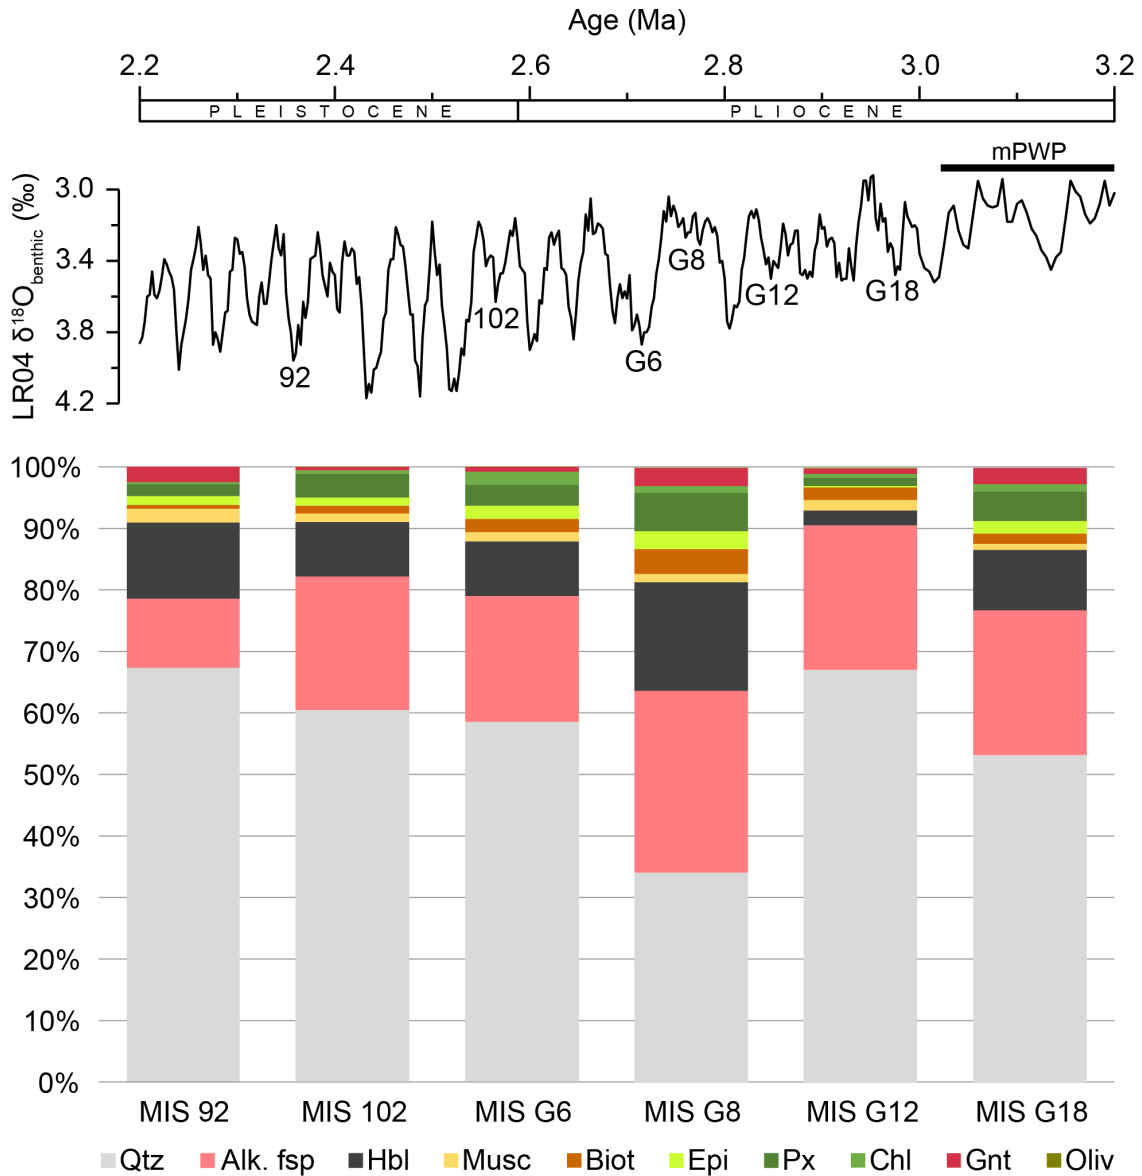 Age (Ma)
2.2 2.4 2.6 2.8 3.0 3.2
PLEISTOCENE PLIOCENE
mPWP
LR04 δ¹⁸Obenthic (‰)
3.0
3.4
3.8
4.2
92
102
G6
G8
G12
G18
100%
90%
80%
70%
60%
50%
40%
30%
20%
10%
0%
MIS 92 MIS 102 MIS G6 MIS G8 MIS G12 MIS G18
Qtz Alk. fsp Hbl Musc Biot Epi Px Chl Gnt Oliv